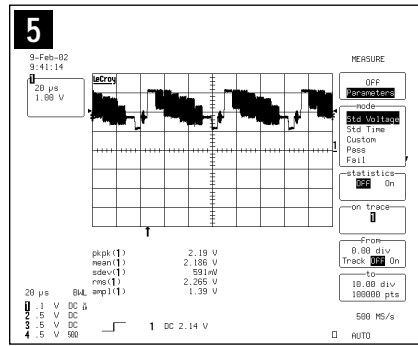 5
9-Feb-02
9:41:14
1
20 µs
1.00 V
LeCroy
1
MEASURE
Off
Parameters
mode
Std Voltage
Std Time
Custom
Pass
Fail
statistics
OFF On
on trace
1
from
0.00 div
Track OFF On
to
10.00 div
100000 pts
pkpk(1) 2.19 V
mean(1) 2.186 V
sdev(1) 591mV
rms(1) 2.265 V
ampl(1) 1.39 V
20 µs BWL
1 .1 V DC
2 .5 V DC
3 .5 V DC
4 .5 V 50Ω
1 DC 2.14 V
500 MS/s
AUTO